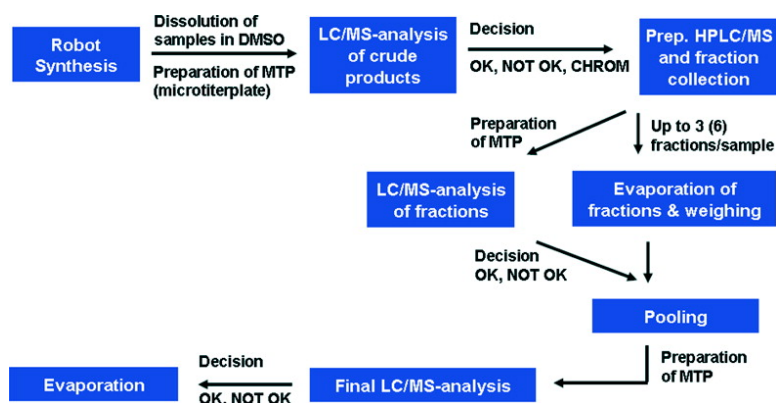 Robot
Synthesis
Dissolution of
samples in DMSO
Preparation of MTP
(microtiterplate)
LC/MS-analysis
of crude
products
Decision
OK, NOT OK, CHROM
Prep. HPLC/MS
and fraction
collection
Preparation
of MTP
Up to 3 (6)
fractions/sample
LC/MS-analysis
of fractions
Evaporation of
fractions & weighing
Decision
OK, NOT OK
Pooling
Preparation
of MTP
Final LC/MS-analysis
Decision
OK, NOT OK
Evaporation